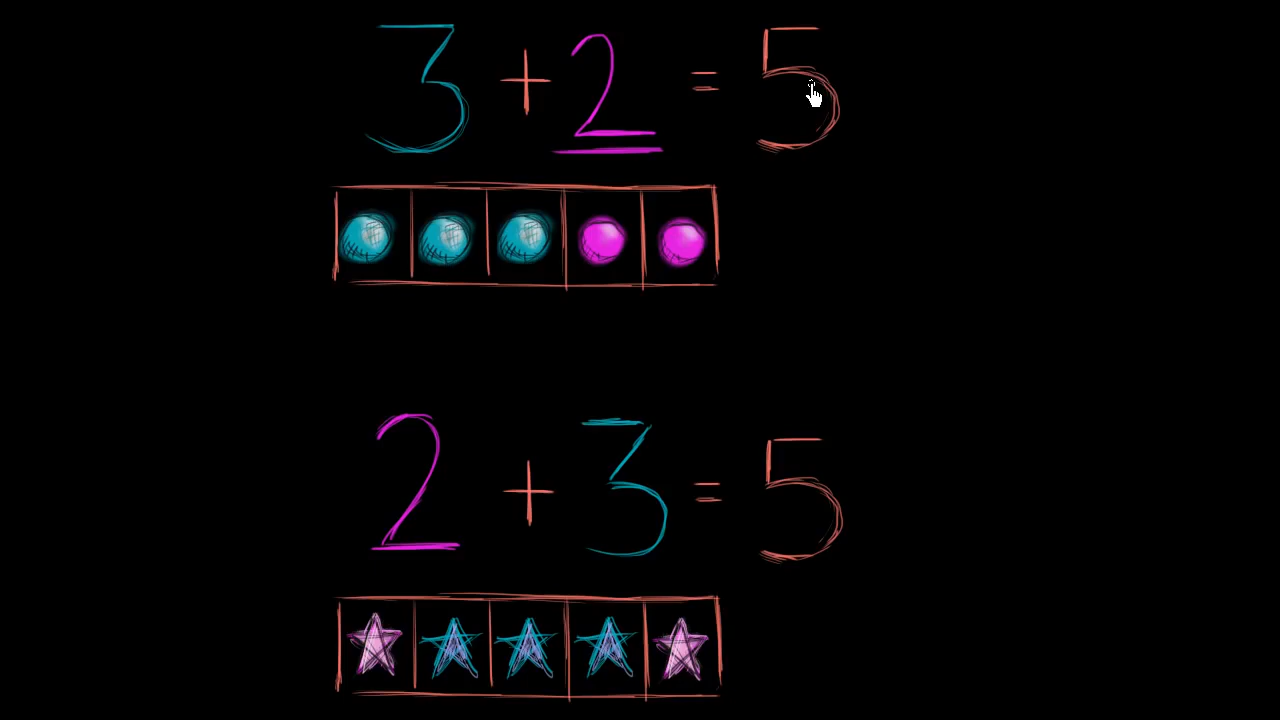 3 + 2 = 5
2 + 3 = 5